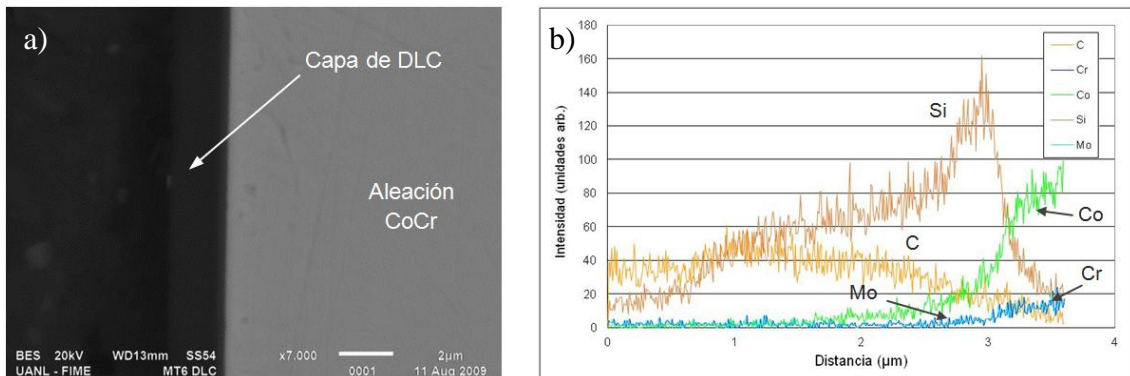 a)
Capa de DLC
Aleación
CoCr
BES 20kV WD13mm SS54 x7.000 2µm
UANL - FIME MT6 DLC 0001 11 Aug 2009
b)
Intensidad (unidades arb.)
180
160
140
120
100
80
60
40
20
0
0 1 2 3 4
Distancia (µm)
Si
C
Mo
Co
Cr
C
Cr
Co
Si
Mo